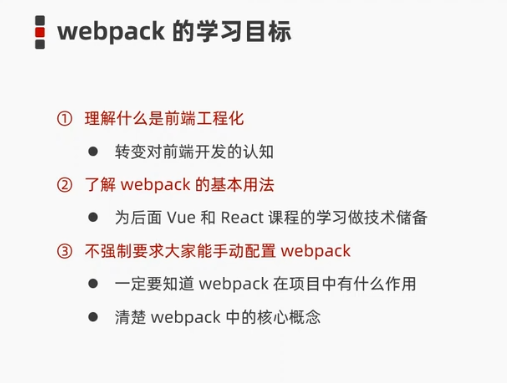 webpack 的学习目标
① 理解什么是前端工程化
● 转变对前端开发的认知
② 了解 webpack 的基本用法
● 为后面 Vue 和 React 课程的学习做技术储备
③ 不强制要求大家能手动配置 webpack
● 一定要知道 webpack 在项目中有什么作用
● 清楚 webpack 中的核心概念